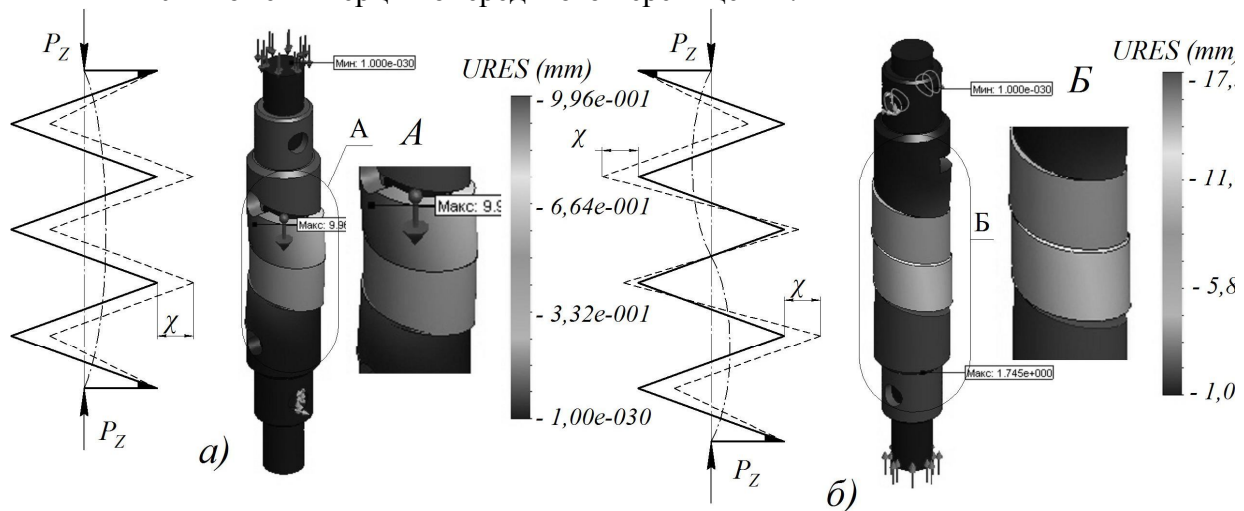 P_Z
Мин: 1.000e-030
URES (mm)
9,96e-001
А
А
Макс: 9.9
Макс: 9.9
6,64e-001
3,32e-001
1,00e-030
χ
P_Z
а)
P_Z
Мин: 1.000e-030
Б
URES (mm
17,
χ
11,
Б
5,8
χ
Макс: 1.745e+000
1,0
P_Z
б)